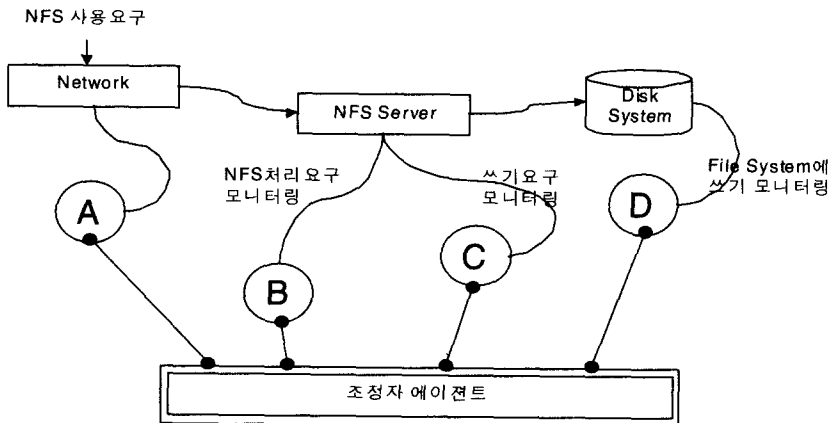 NFS 사용요구
Network
NFS Server
Disk
System
NFS처리요구
모니터링
쓰기요구
모니터링
File System에
쓰기 모니터링
A
B
C
D
조정자 에이젼트